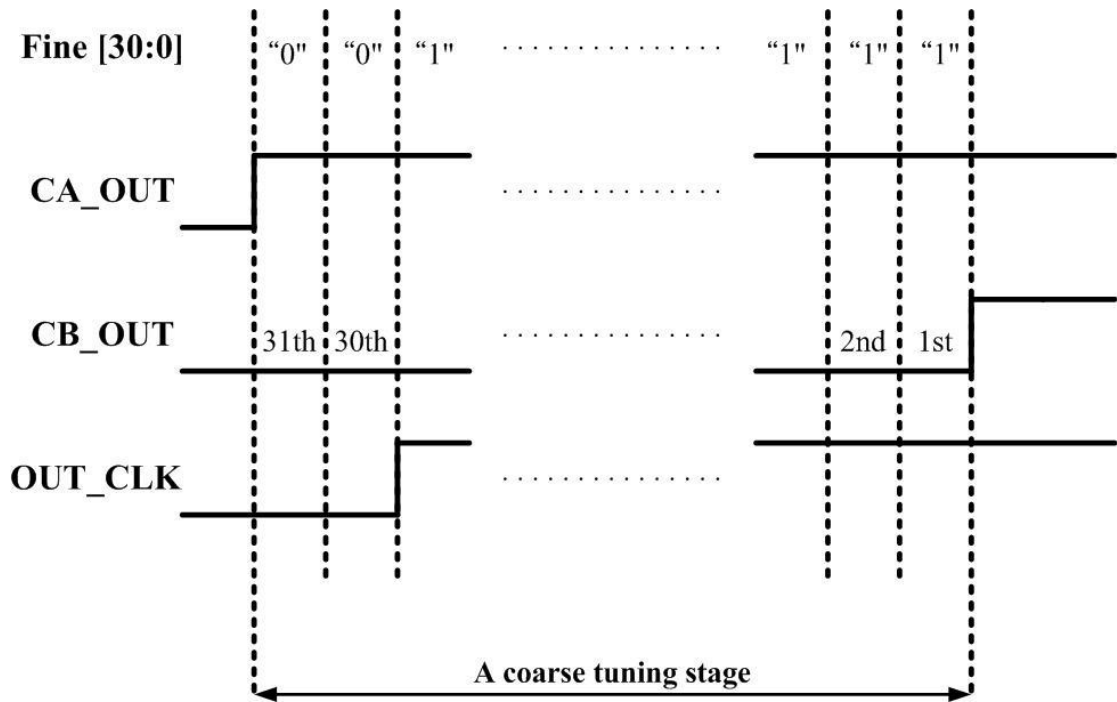 Fine [30:0] “0" “0" “1" “1" “1" “1"
CA_OUT
CB_OUT 31th 30th 2nd 1st
OUT_CLK
A coarse tuning stage